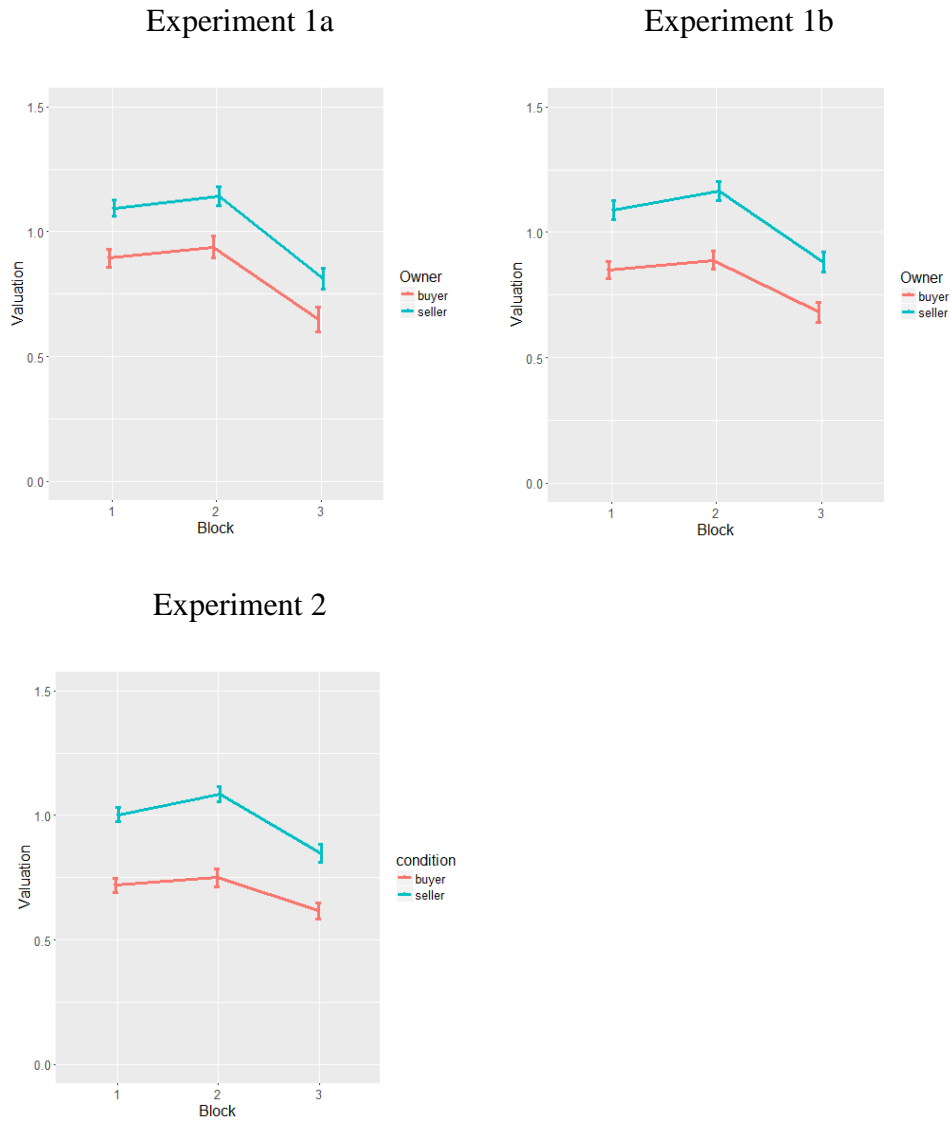 Experiment 1a
1.5
1.0
0.5
0.0
Valuation
1 2 3
Block
Owner
buyer
seller
Experiment 1b
1.5
1.0
0.5
0.0
Valuation
1 2 3
Block
Owner
buyer
seller
Experiment 2
1.5
1.0
0.5
0.0
Valuation
1 2 3
Block
condition
buyer
seller